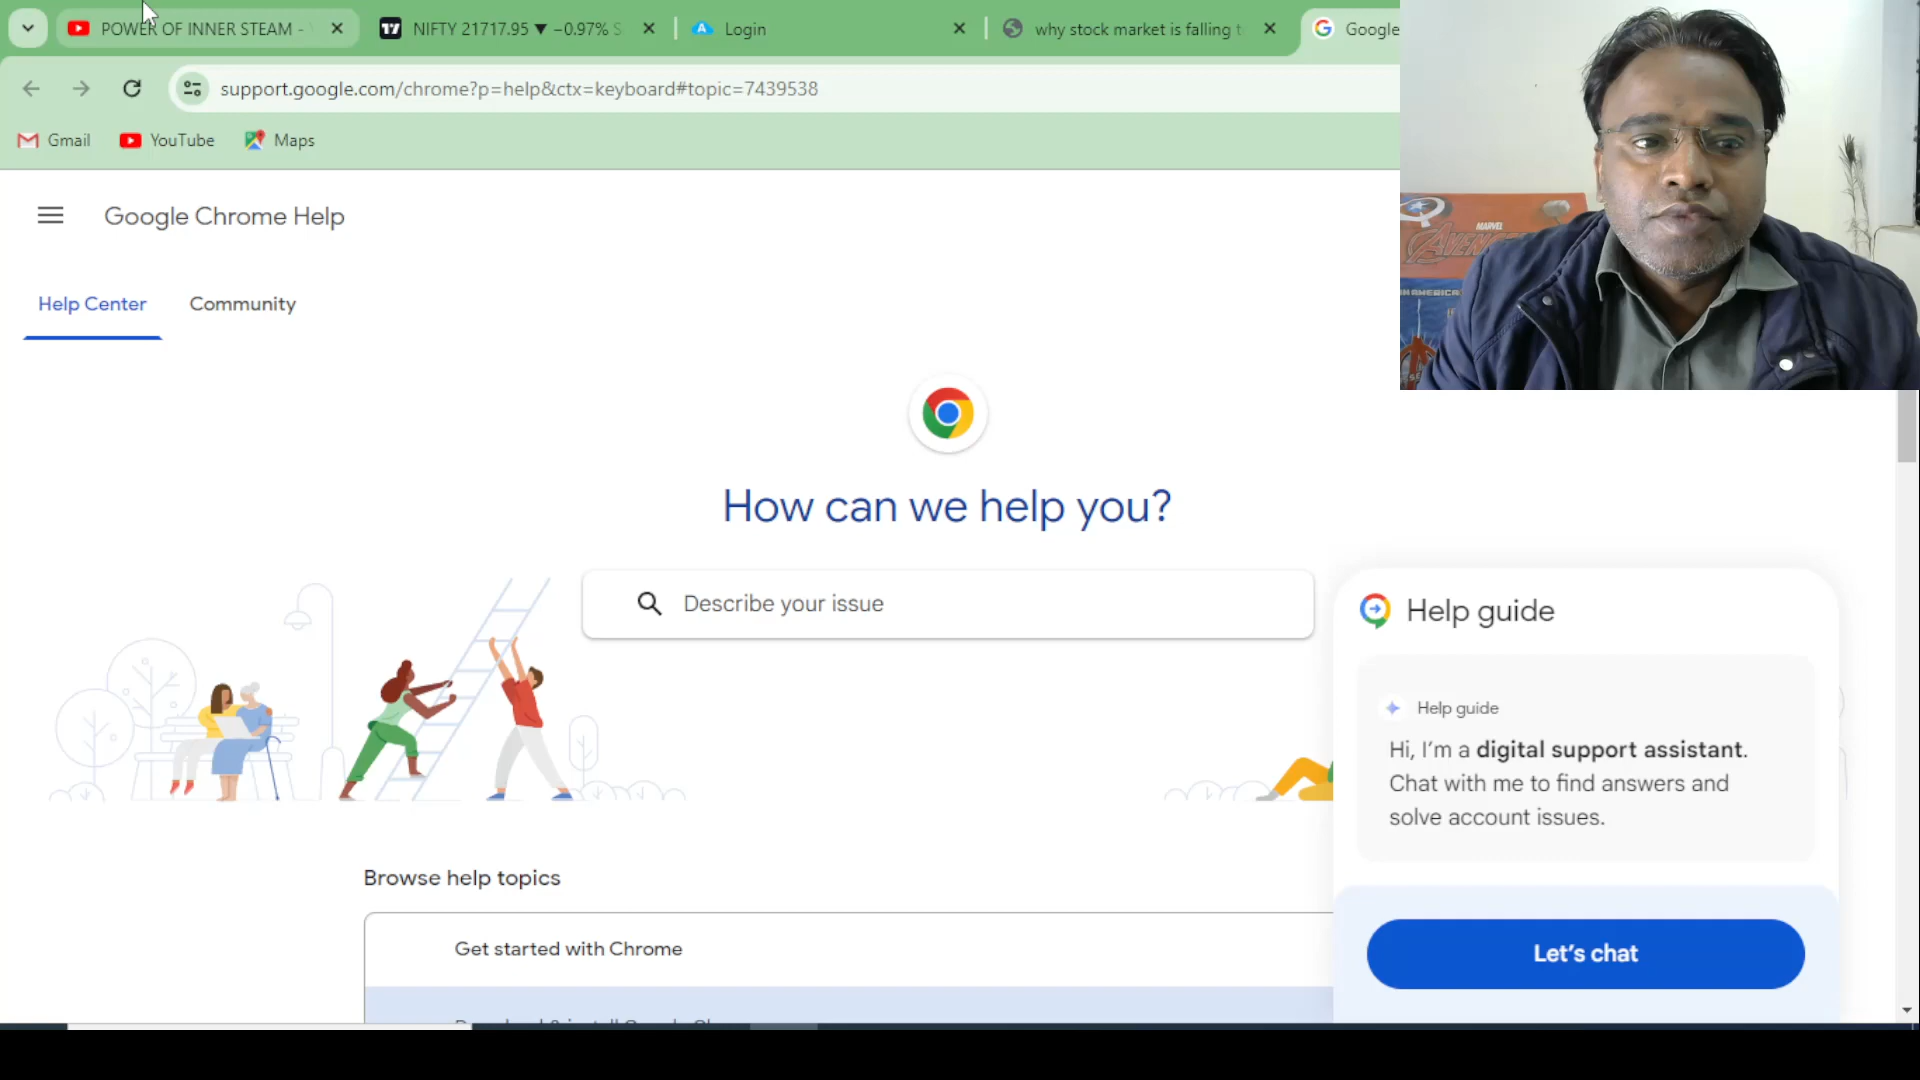 POWER OF INNER STEAM -
NIFTY 21717.95 ▼ −0.97% S
Login
why stock market is falling t
Google
support.google.com/chrome?p=help&ctx=keyboard#topic=7439538
Gmail
YouTube
Maps
Google Chrome Help
Help Center
Community
MARVEL
How can we help you?
Describe your issue
Help guide
Help guide
Hi, I'm a digital support assistant.
Chat with me to find answers and
solve account issues.
Let's chat
Browse help topics
Get started with Chrome